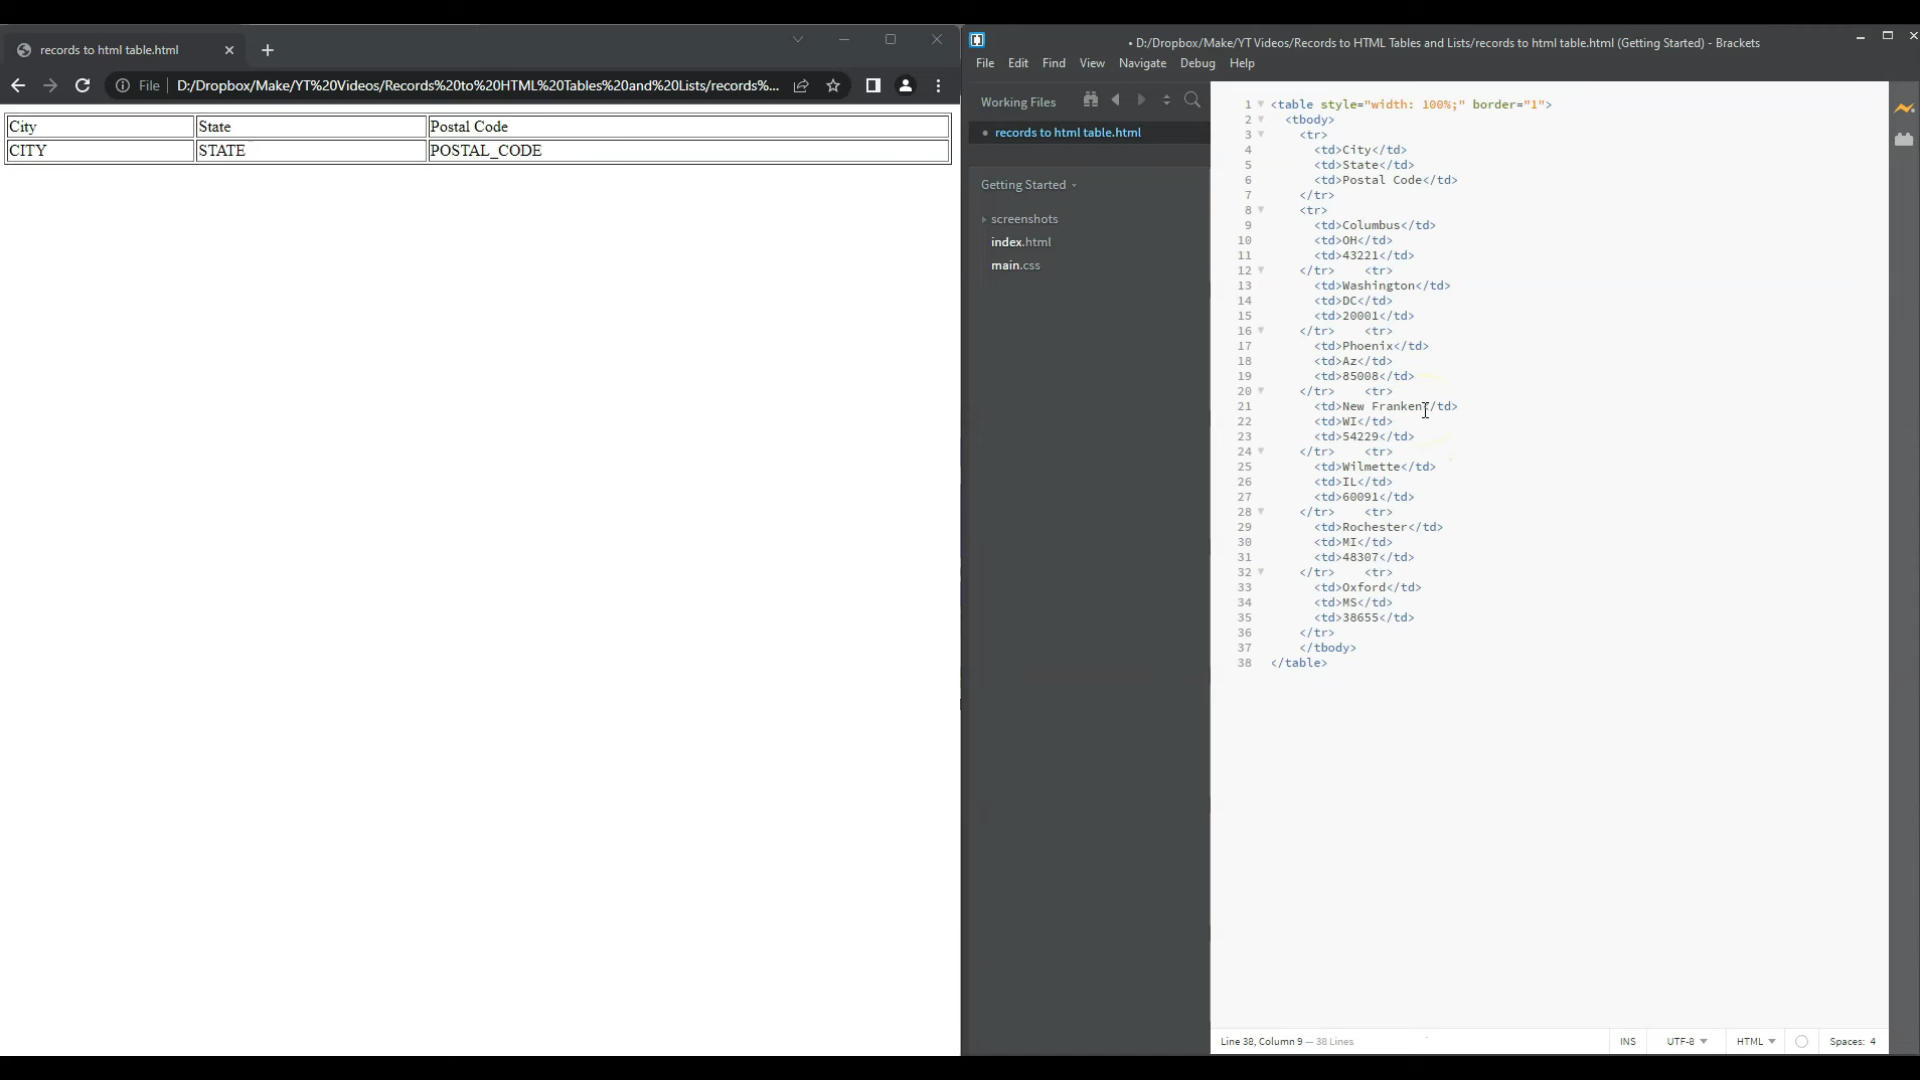 records to html table.html
File D:/Dropbox/Make/YT%20Videos/Records%20to%20HTML%20Tables%20and%20Lists/records%...
City State Postal Code
CITY STATE POSTAL_CODE
• D:/Dropbox/Make/YT Videos/Records to HTML Tables and Lists/records to html table.html (Getting Started) - Brackets
File Edit Find View Navigate Debug Help
Working Files
• records to html table.html
Getting Started
screenshots
index.html
main.css
1 <table style="width: 100%;" border="1">
2 <tbody>
3 <tr>
4 <td>City</td>
5 <td>State</td>
6 <td>Postal Code</td>
7 </tr>
8 <tr>
9 <td>Columbus</td>
10 <td>OH</td>
11 <td>43221</td>
12 </tr> <tr>
13 <td>Washington</td>
14 <td>DC</td>
15 <td>20001</td>
16 </tr> <tr>
17 <td>Phoenix</td>
18 <td>Az</td>
19 <td>85008</td>
20 </tr> <tr>
21 <td>New Franken</td>
22 <td>WI</td>
23 <td>54229</td>
24 </tr> <tr>
25 <td>Wilmette</td>
26 <td>IL</td>
27 <td>60091</td>
28 </tr> <tr>
29 <td>Rochester</td>
30 <td>MI</td>
31 <td>48307</td>
32 </tr> <tr>
33 <td>Oxford</td>
34 <td>MS</td>
35 <td>38655</td>
36 </tr>
37 </tbody>
38 </table>
Line 38, Column 9 — 38 Lines INS UTF-8 HTML Spaces: 4